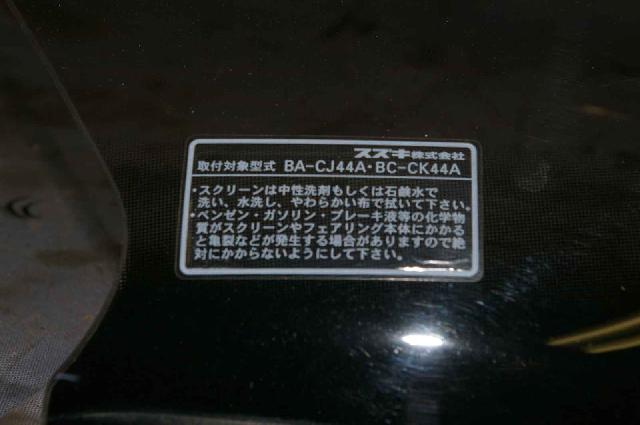 スズキ株式会社
取付対象型式 BA-CJ44A・BC-CK44A
・スクリーンは中性洗剤もしくは石鹸水で
洗い、水洗し、やわらかい布で拭いて下さい。
・ベンゼン・ガソリン・ブレーキ液等の化学物
質がスクリーンやフェアリング本体にかかる
と亀裂などが発生する場合がありますので絶
対にかからないようにして下さい。